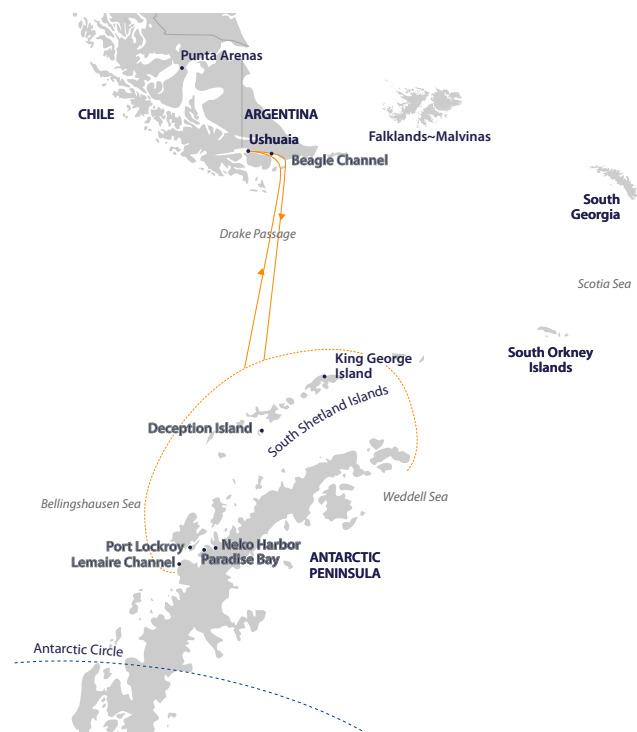 Punta Arenas
CHILE
ARGENTINA
Falklands~Malvinas
Ushuaia
Beagle Channel
South
Georgia
Drake Passage
Scotia Sea
South Orkney
Islands
King George
Island
South Shetland Islands
Deception Island
Weddell Sea
Bellingshausen Sea
Port Lockroy
Neko Harbor
Lemaire Channel
Paradise Bay
ANTARCTIC
PENINSULA
Antarctic Circle